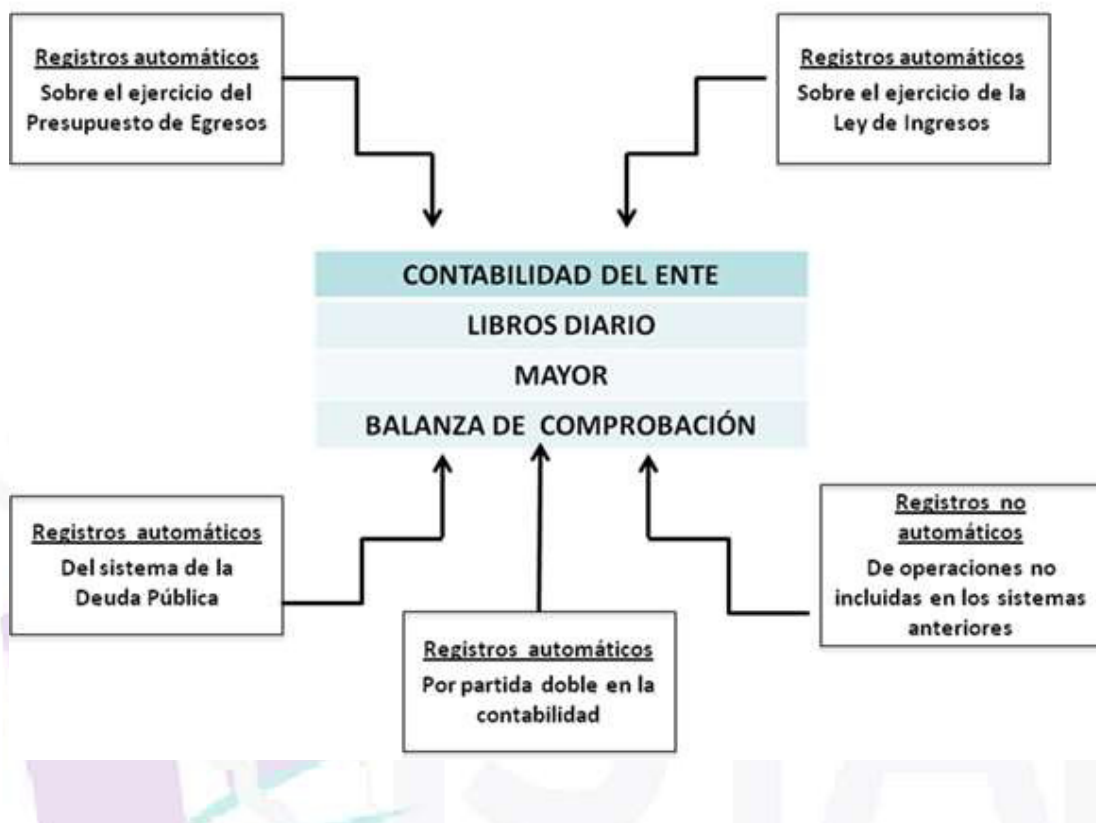 Registros automáticos
Sobre el ejercicio del
Presupuesto de Egresos
Registros automáticos
Sobre el ejercicio de la
Ley de Ingresos
CONTABILIDAD DEL ENTE
LIBROS DIARIO
MAYOR
BALANZA DE COMPROBACIÓN
Registros automáticos
Del sistema de la
Deuda Pública
Registros automáticos
Por partida doble en la
contabilidad
Registros no
automáticos
De operaciones no
incluidas en los sistemas
anteriores